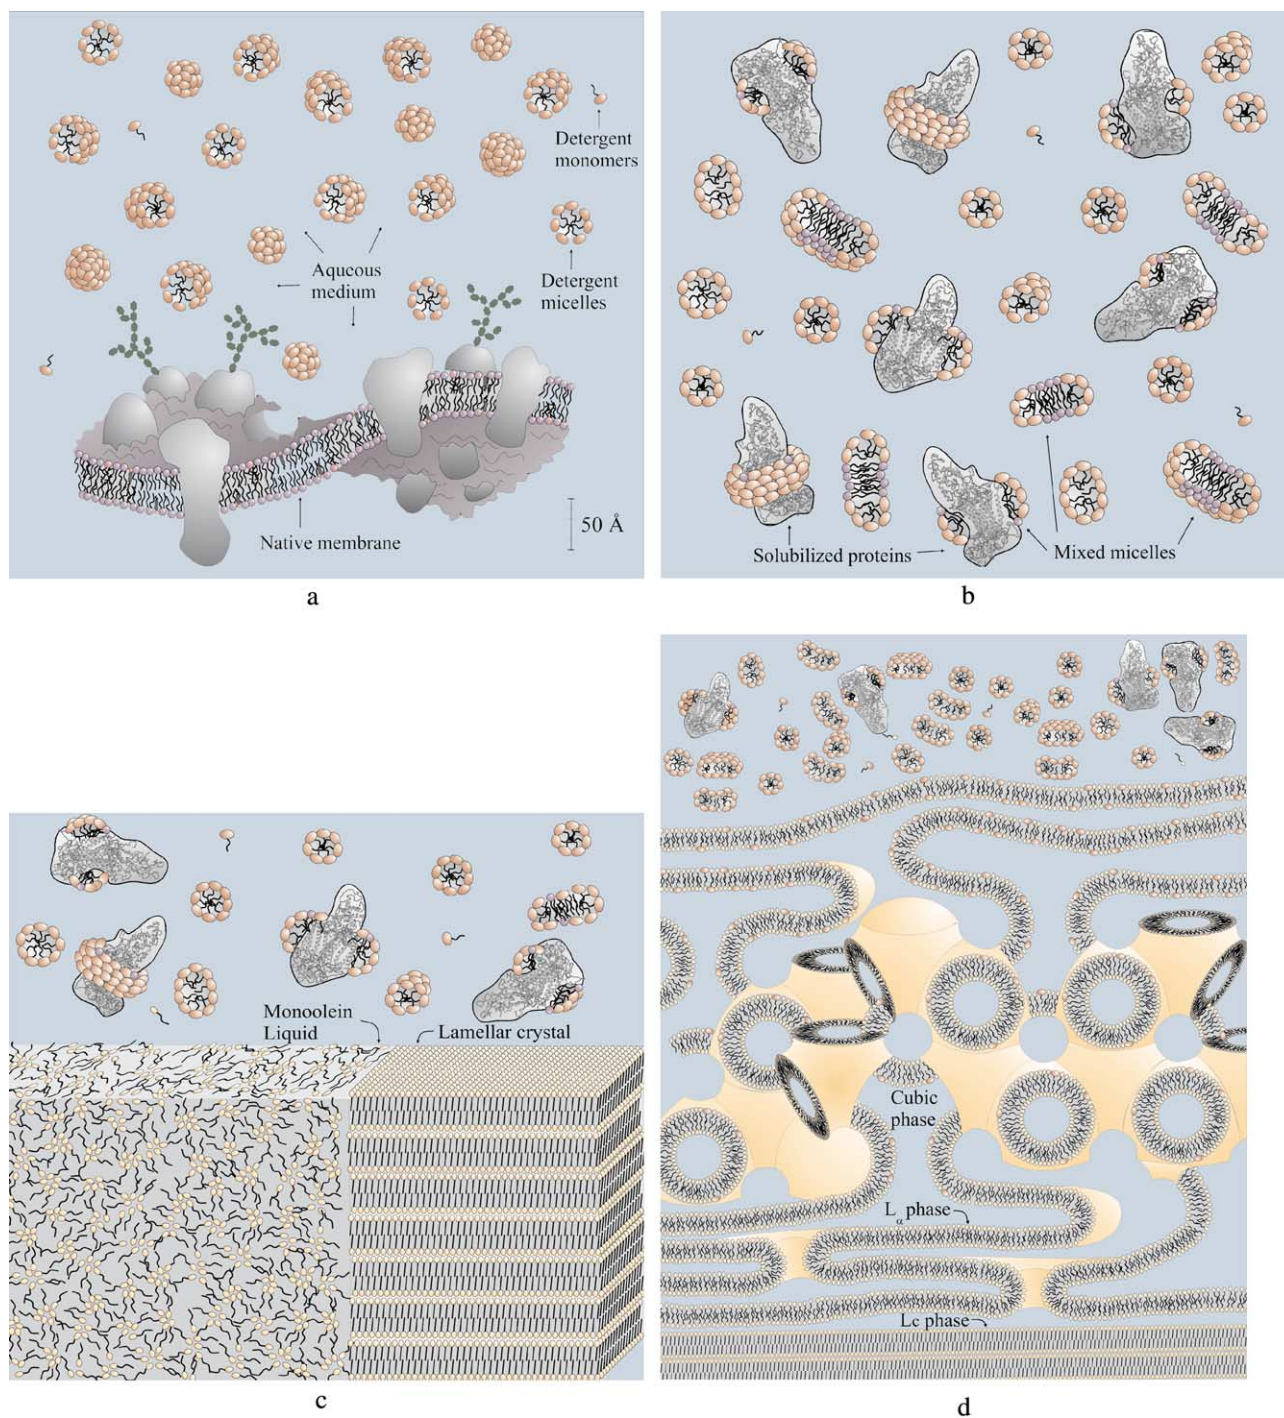 Detergent
monomers
Aqueous
medium
Detergent
micelles
Native membrane
50 Å
a
Solubilized proteins
Mixed micelles
b
Monoolein
Liquid
Lamellar crystal
c
Cubic
phase
Lα phase
Lc phase
d